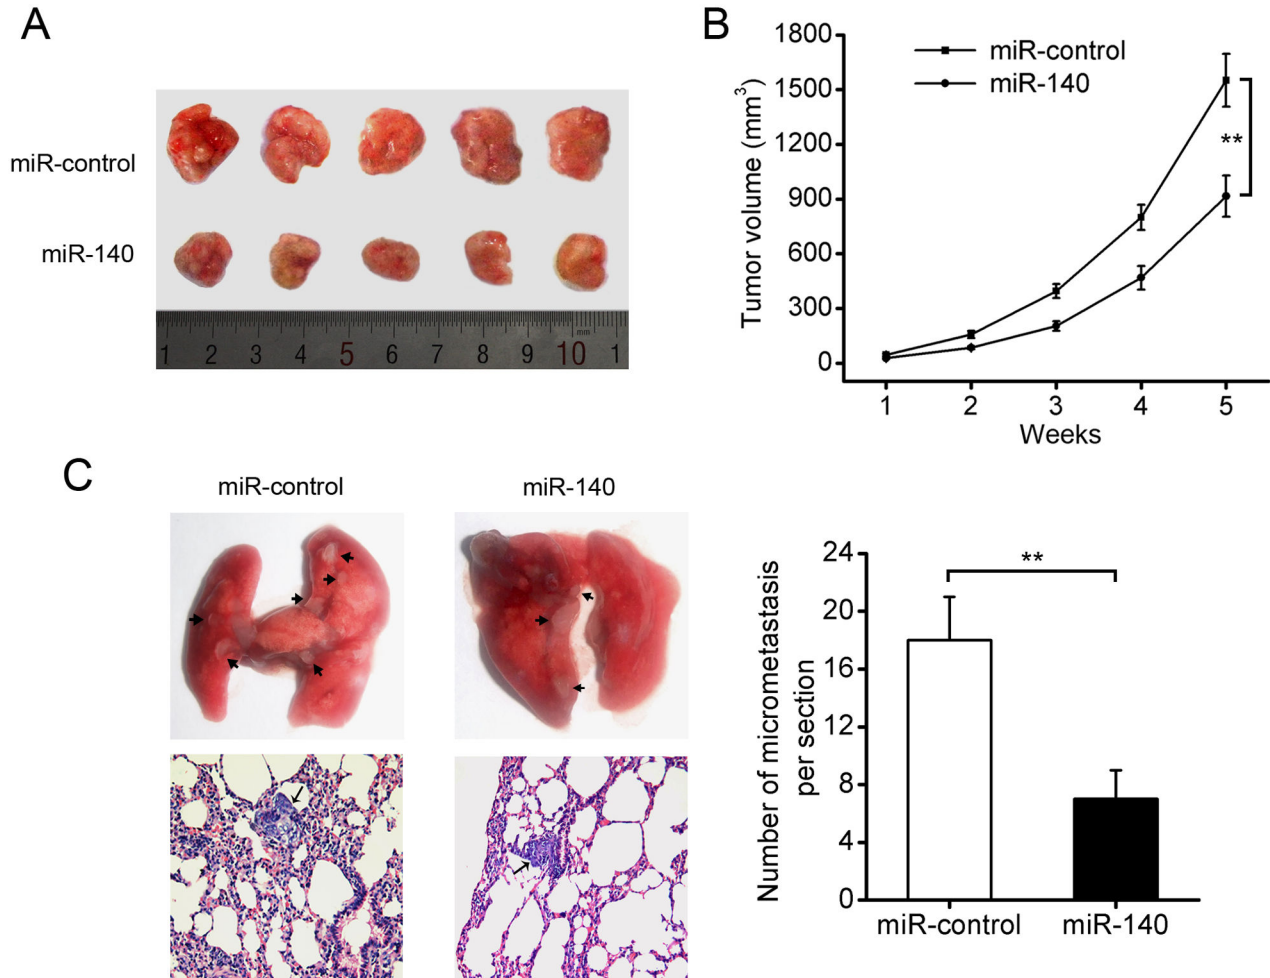 A
miR-control
miR-140
mm
1 2 3 4 5 6 7 8 9 10 1
B
1800
1500
1200
900
600
300
0
Tumor volume (mm³)
miR-control
miR-140
**
1 2 3 4 5
Weeks
C
miR-control
miR-140
24
20
16
12
8
4
0
Number of micrometastasis
per section
**
miR-control
miR-140